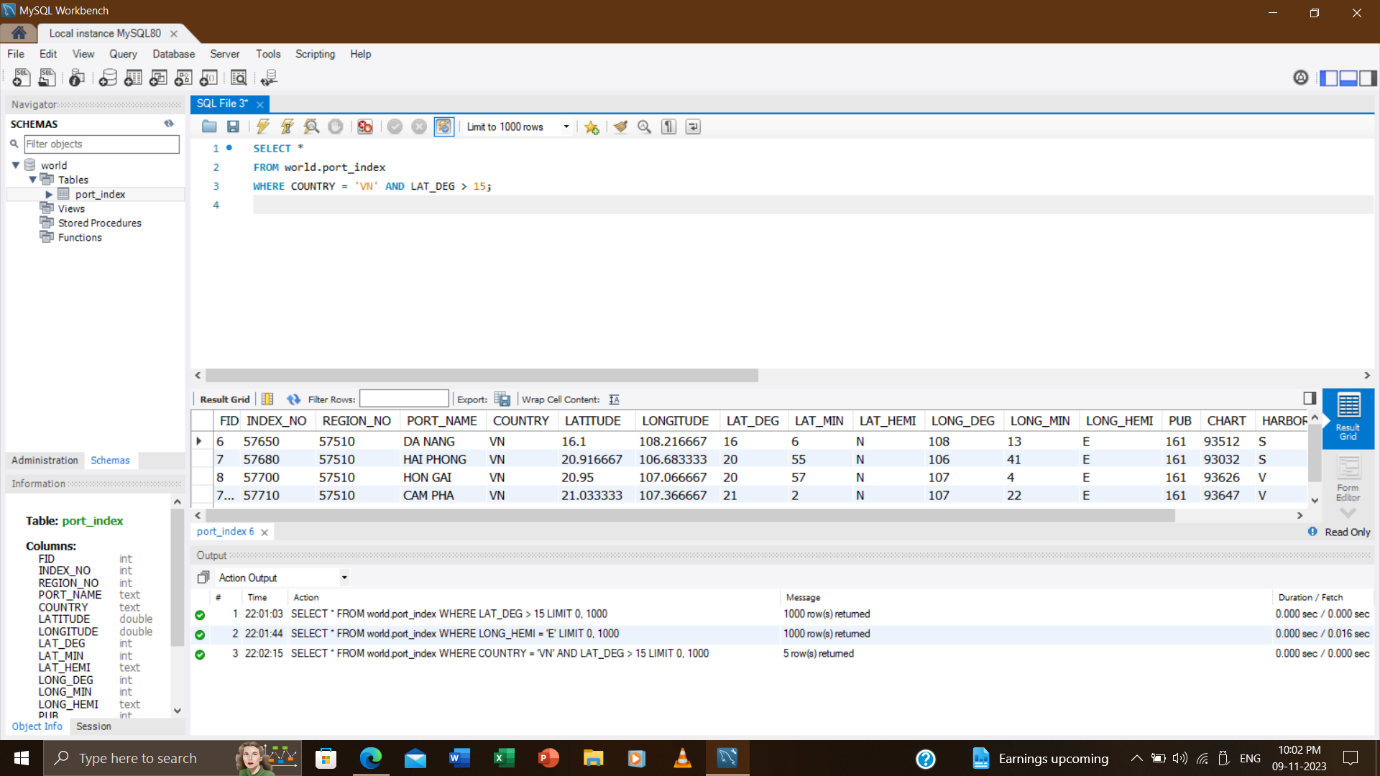 MySQL Workbench
Local instance MySQL80
File Edit View Query Database Server Tools Scripting Help
Navigator
SCHEMAS
Filter objects
world
Tables
port_index
Views
Stored Procedures
Functions
Administration Schemas
Information
Table: port_index
Columns:
FID int
INDEX_NO int
REGION_NO int
PORT_NAME text
COUNTRY text
LATITUDE double
LONGITUDE double
LAT_DEG int
LAT_MIN int
LAT_HEMI text
LONG_DEG int
LONG_MIN int
LONG_HEMI text
PUB int
Object Info Session
SQL File 3*
Limit to 1000 rows
1 SELECT *
2 FROM world.port_index
3 WHERE COUNTRY = 'VN' AND LAT_DEG > 15;
4
Result Grid Filter Rows: Export: Wrap Cell Content:
FID INDEX_NO REGION_NO PORT_NAME COUNTRY LATITUDE LONGITUDE LAT_DEG LAT_MIN LAT_HEMI LONG_DEG LONG_MIN LONG_HEMI PUB CHART HARBOR
6 57650 57510 DA NANG VN 16.1 108.216667 16 6 N 108 13 E 161 93512 S
7 57680 57510 HAI PHONG VN 20.916667 106.683333 20 55 N 106 41 E 161 93032 S
8 57700 57510 HON GAI VN 20.95 107.066667 20 57 N 107 4 E 161 93626 V
7... 57710 57510 CAM PHA VN 21.033333 107.366667 21 2 N 107 22 E 161 93647 V
Result
Grid
Form
Editor
port_index 6
Read Only
Output
Action Output
# Time Action Message Duration / Fetch
1 22:01:03 SELECT * FROM world.port_index WHERE LAT_DEG > 15 LIMIT 0, 1000 1000 row(s) returned 0.000 sec / 0.000 sec
2 22:01:44 SELECT * FROM world.port_index WHERE LONG_HEMI = 'E' LIMIT 0, 1000 1000 row(s) returned 0.000 sec / 0.016 sec
3 22:02:15 SELECT * FROM world.port_index WHERE COUNTRY = 'VN' AND LAT_DEG > 15 LIMIT 0, 1000 5 row(s) returned 0.000 sec / 0.000 sec
Type here to search
Earnings upcoming
ENG
10:02 PM
09-11-2023